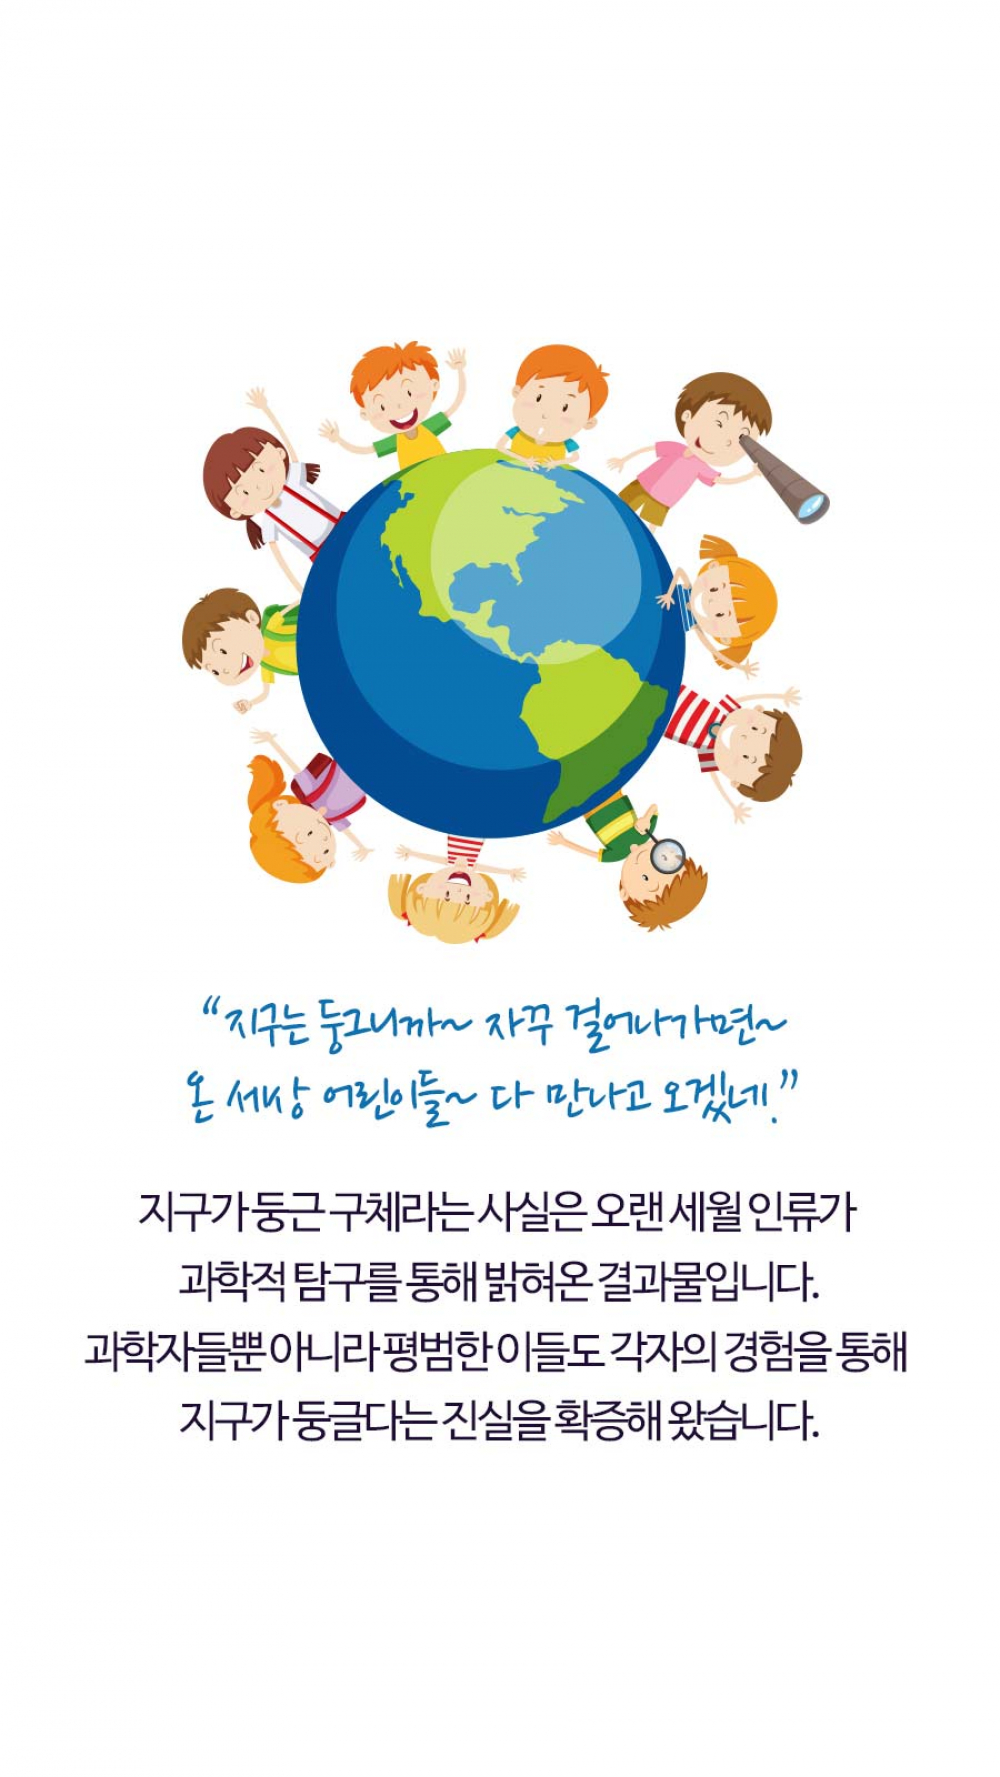 “지구는 둥그니까~ 자꾸 걸어나가면~
온 세상 어린이들~ 다 만나고 오겠네.”
지구가 둥근 구체라는 사실은 오랜 세월 인류가
과학적 탐구를 통해 밝혀온 결과물입니다.
과학자들뿐 아니라 평범한 이들도 각자의 경험을 통해
지구가 둥글다는 진실을 확증해 왔습니다.